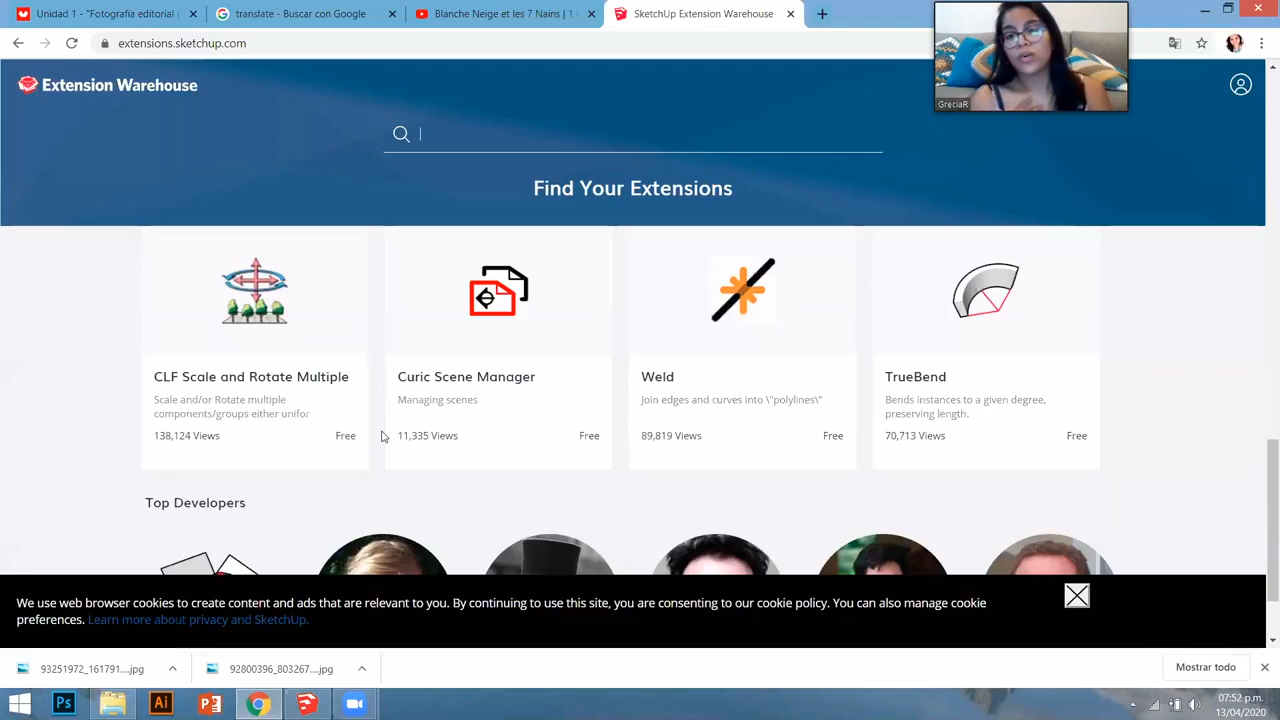 Unidad 1 - "Fotografía editorial
translate - Buscar con Google
Blanche Neige et les 7 Nains | 1
SketchUp Extension Warehouse
extensions.sketchup.com
GreciaR
Extension Warehouse
Find Your Extensions
CLF Scale and Rotate Multiple
Scale and/or Rotate multiple
components/groups either unifor
138,124 Views Free
Curic Scene Manager
Managing scenes
11,335 Views Free
Weld
Join edges and curves into \"polylines\"
89,819 Views Free
TrueBend
Bends instances to a given degree,
preserving length.
70,713 Views Free
Top Developers
We use web browser cookies to create content and ads that are relevant to you. By continuing to use this site, you are consenting to our cookie policy. You can also manage cookie
preferences. Learn more about privacy and SketchUp.
93251972_161791....jpg
92800396_803267....jpg
Mostrar todo
Ps
Ai
P
07:52 p.m.
13/04/2020